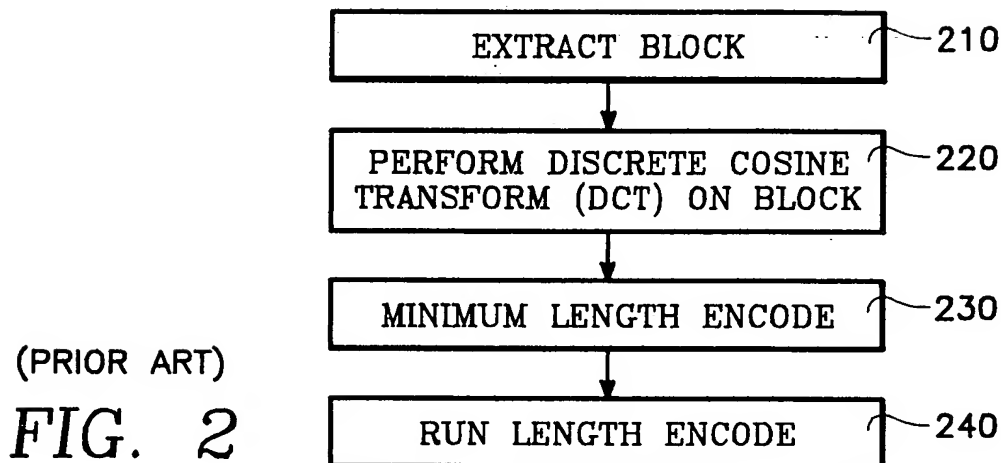 EXTRACT BLOCK
210
PERFORM DISCRETE COSINE
TRANSFORM (DCT) ON BLOCK
220
MINIMUM LENGTH ENCODE
230
RUN LENGTH ENCODE
240
(PRIOR ART)
FIG. 2